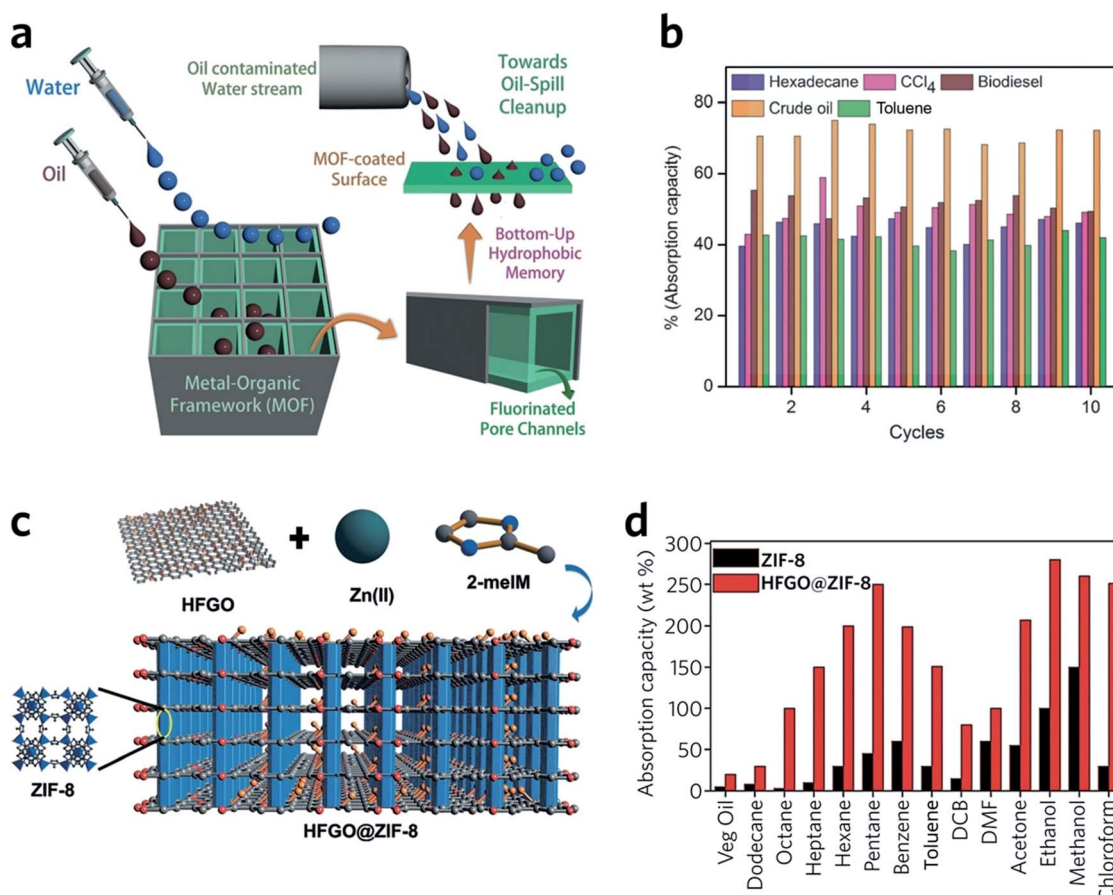 a
Water
Oil
Oil contaminated
Water stream
Towards
Oil-Spill
Cleanup
MOF-coated
Surface
Bottom-Up
Hydrophobic
Memory
Metal-Organic
Framework (MOF)
Fluorinated
Pore Channels
b
Hexadecane CCl4 Biodiesel
Crude oil Toluene
% (Absorption capacity)
80
60
40
20
0
2 4 6 8 10
Cycles
c
HFGO
+
Zn(II)
2-meIM
ZIF-8
HFGO@ZIF-8
d
ZIF-8
HFGO@ZIF-8
Absorption capacity (wt %)
300
250
200
150
100
50
0
Veg Oil
Dodecane
Octane
Heptane
Hexane
Pentane
Benzene
Toluene
DCB
DMF
Acetone
Ethanol
Methanol
Chloroform